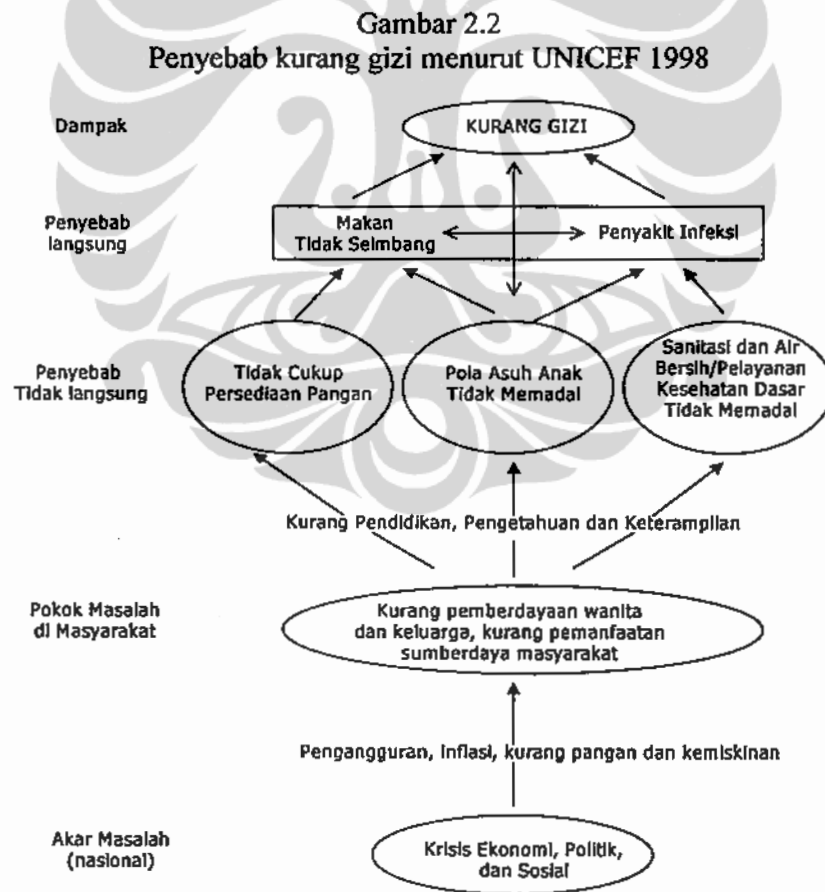 Gambar 2.2
Penyebab kurang gizi menurut UNICEF 1998
Dampak
KURANG GIZI
Penyebab
langsung
Makan
Tidak Seimbang
Penyakit Infeksi
Penyebab
Tidak langsung
Tidak Cukup
Persediaan Pangan
Pola Asuh Anak
Tidak Memadai
Sanitasi dan Air
Bersih/Pelayanan
Kesehatan Dasar
Tidak Memadai
Kurang Pendidikan, Pengetahuan dan Keterampilan
Pokok Masalah
di Masyarakat
Kurang pemberdayaan wanita
dan keluarga, kurang pemanfaatan
sumberdaya masyarakat
Pengangguran, inflasi, kurang pangan dan kemiskinan
Akar Masalah
(nasional)
Krisis Ekonomi, Politik,
dan Sosial